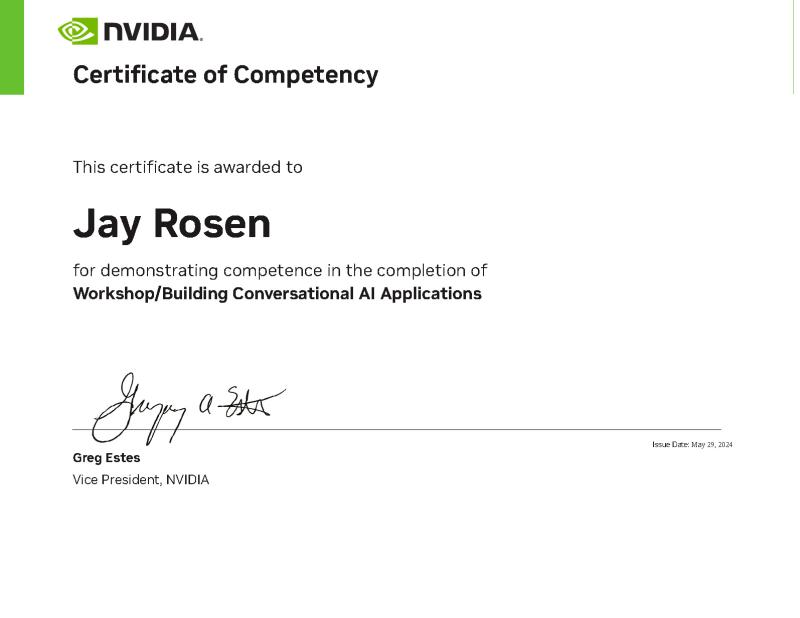 NVIDIA.
Certificate of Competency
This certificate is awarded to
Jay Rosen
for demonstrating competence in the completion of
Workshop/Building Conversational AI Applications
Gregory A Estes
Issue Date: May 29, 2024
Greg Estes
Vice President, NVIDIA